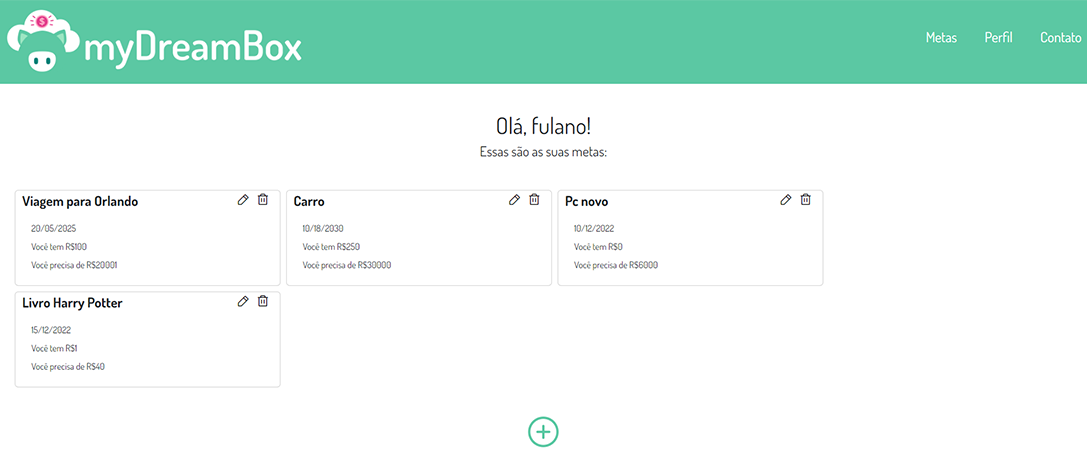 myDreamBox
Metas Perfil Contato
Olá, fulano!
Essas são as suas metas:
Viagem para Orlando
20/05/2025
Você tem R$100
Você precisa de R$20001
Carro
10/18/2030
Você tem R$250
Você precisa de R$30000
Pc novo
10/12/2022
Você tem R$0
Você precisa de R$6000
Livro Harry Potter
15/12/2022
Você tem R$1
Você precisa de R$40